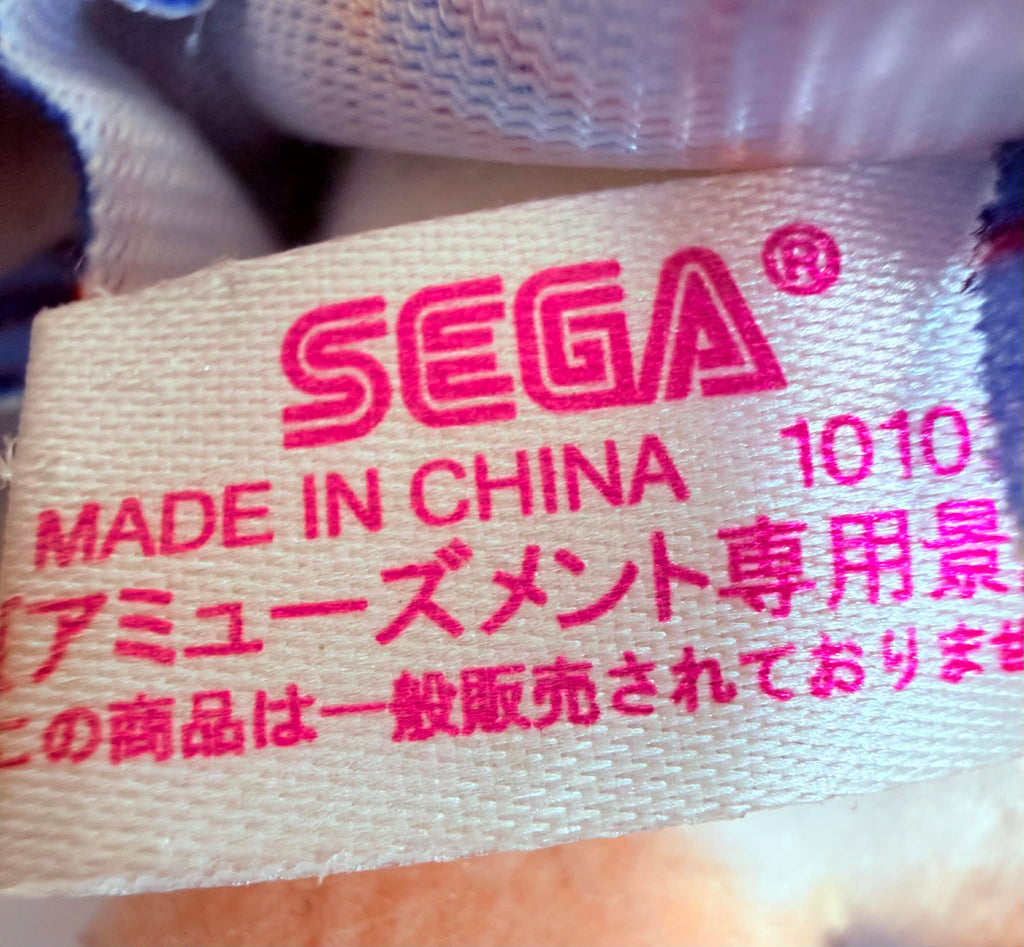 SEGA®
MADE IN CHINA 1010
アミューズメント専用景
この商品は一般販売されておりませ